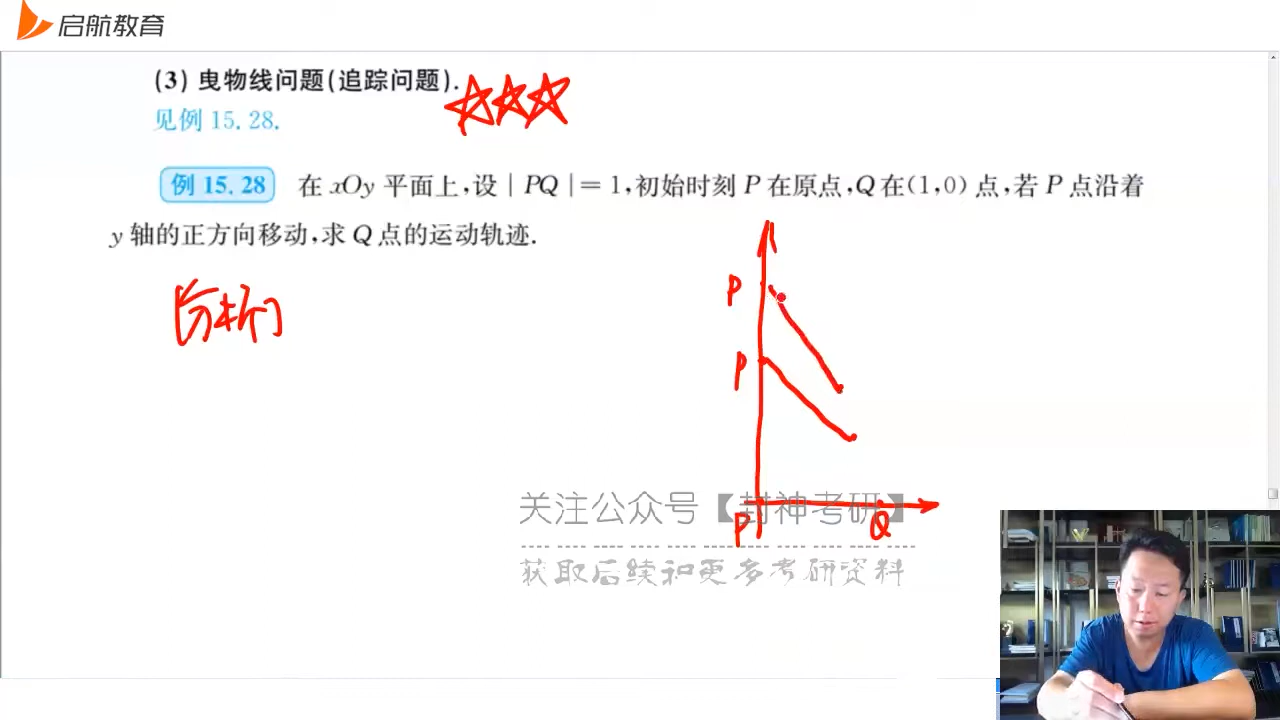 启航教育
(3) 曳物线问题(追踪问题).
见例 15.28.
例 15.28 在 xOy 平面上,设 | PQ | = 1,初始时刻 P 在原点,Q 在(1,0) 点,若 P 点沿着
y 轴的正方向移动,求 Q 点的运动轨迹.
分析
P
P
P
Q
关注公众号【封神考研】
获取后续和更多考研资料